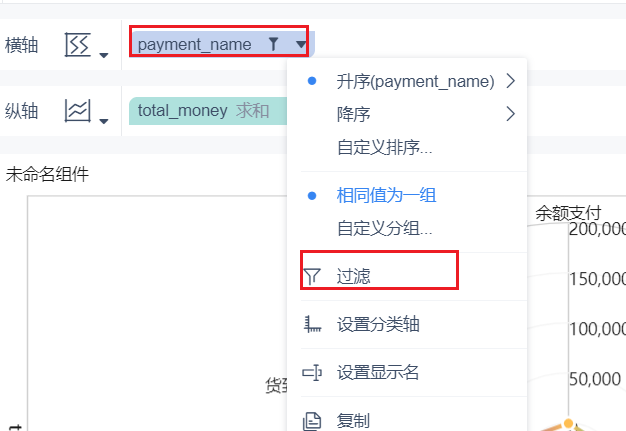 横轴
payment_name
升序(payment_name)
降序
自定义排序...
纵轴
total_money 求和
未命名组件
相同值为一组
自定义分组...
过滤
设置分类轴
设置显示名
复制
余额支付
200,000
150,000
100,000
50,000